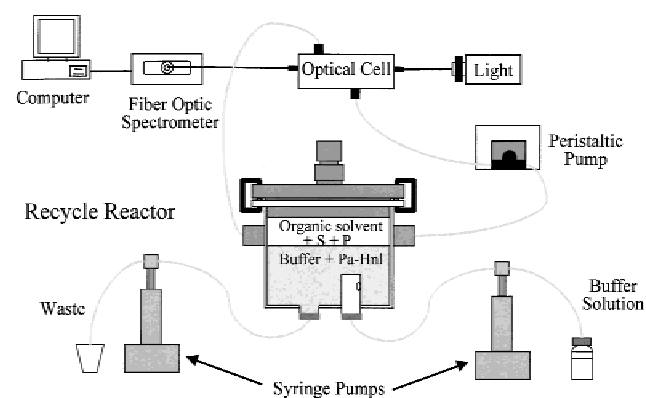 Computer
Fiber Optic
Spectrometer
Optical Cell
Light
Peristaltic
Pump
Recycle Reactor
Organic solvent
+ S + P
Buffer + Pa-Hnl
0
Waste
Buffer
Solution
Syringe Pumps